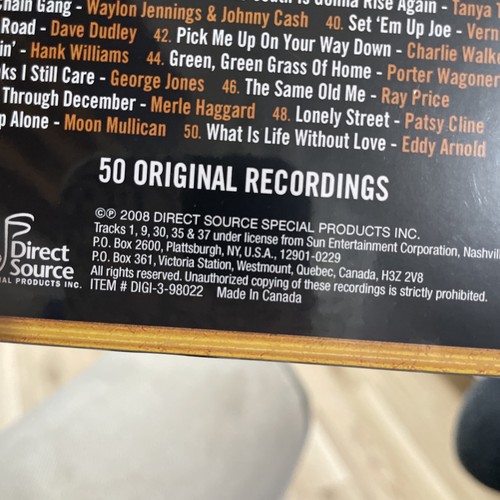 Chain Gang - Waylon Jennings & Johnny Cash 40. Set 'Em Up Joe - Vern
Road - Dave Dudley 42. Pick Me Up On Your Way Down - Charlie Walke
in' - Hank Williams 44. Green, Green Grass Of Home - Porter Wagoner
ks I Still Care - George Jones 46. The Same Old Me - Ray Price
Through December - Merle Haggard 48. Lonely Street - Patsy Cline
p Alone - Moon Mullican 50. What Is Life Without Love - Eddy Arnold
50 ORIGINAL RECORDINGS
©℗ 2008 DIRECT SOURCE SPECIAL PRODUCTS INC.
Tracks 1, 9, 30, 35 & 37 under license from Sun Entertainment Corporation, Nashvill
P.O. Box 2600, Plattsburgh, NY, U.S.A., 12901-0229
P.O. Box 361, Victoria Station, Westmount, Quebec, Canada, H3Z 2V8
All rights reserved. Unauthorized copying of these recordings is strictly prohibited.
ITEM # DIGI-3-98022 Made In Canada
Direct
Source
IAL PRODUCTS INC.